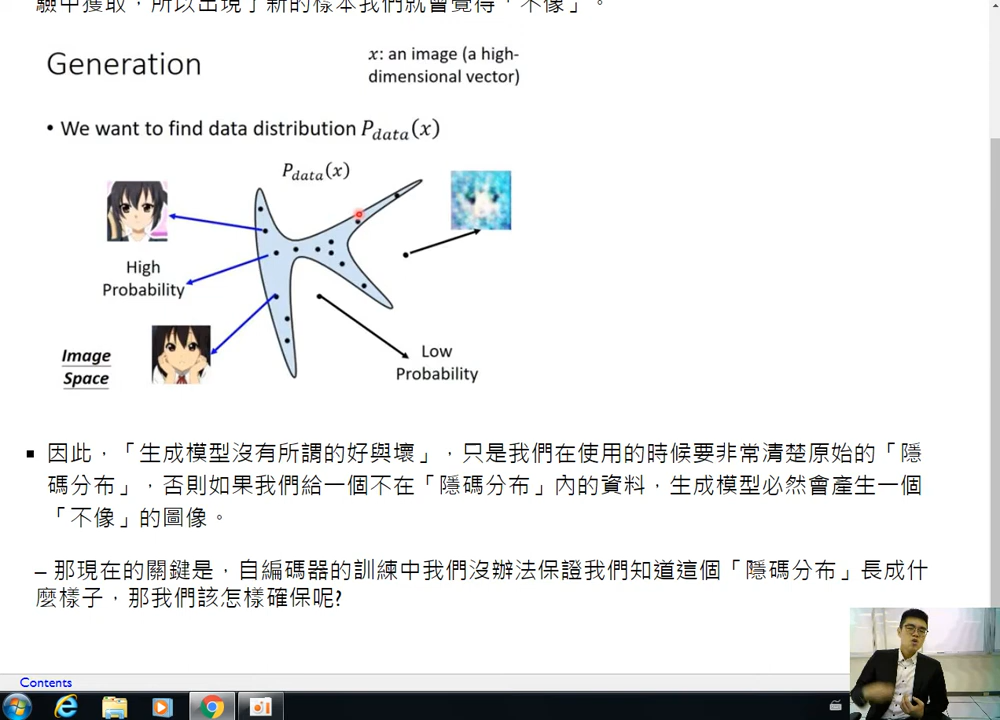 驗中獲取，所以出現了新的樣本我們就會覺得「不像」。
Generation
x: an image (a high-
dimensional vector)
• We want to find data distribution P_data(x)
P_data(x)
High
Probability
Image
Space
Low
Probability
▪ 因此，「生成模型沒有所謂的好與壞」，只是我們在使用的時候要非常清楚原始的「隱
碼分布」，否則如果我們給一個不在「隱碼分布」內的資料，生成模型必然會產生一個
「不像」的圖像。
– 那現在的關鍵是，自編碼器的訓練中我們沒辦法保證我們知道這個「隱碼分布」長成什
麼樣子，那我們該怎樣確保呢?
Contents